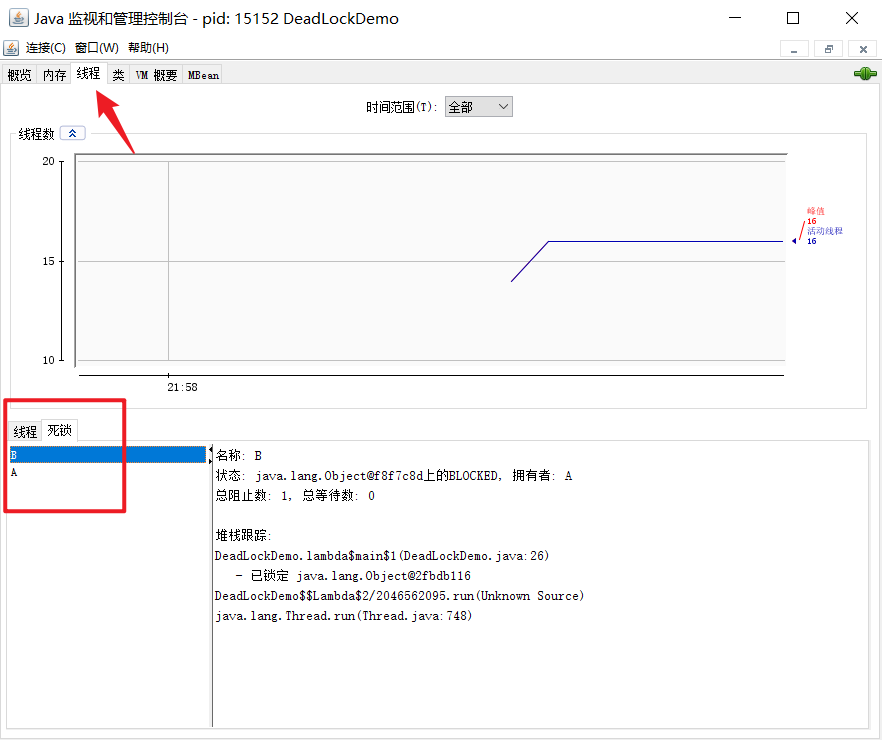 Java 监视和管理控制台 - pid: 15152 DeadLockDemo
连接(C) 窗口(W) 帮助(H)
概览 内存 线程 类 VM 概要 MBean
时间范围(T): 全部
线程数
20
15
10
峰值
16
活动线程
16
21:58
线程 死锁
B
A
名称: B
状态: java.lang.Object@f8f7c8d上的BLOCKED, 拥有者: A
总阻止数: 1, 总等待数: 0
堆栈跟踪:
DeadLockDemo.lambda$main$1(DeadLockDemo.java:26)
- 已锁定 java.lang.Object@2fbdb116
DeadLockDemo$$Lambda$2/2046562095.run(Unknown Source)
java.lang.Thread.run(Thread.java:748)